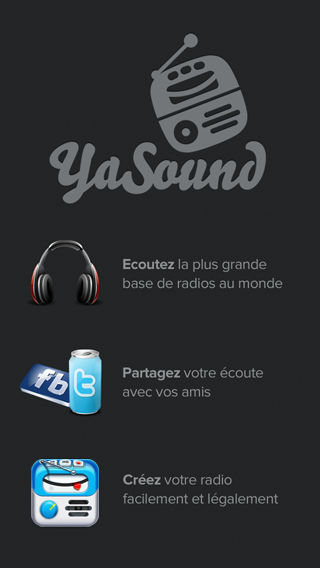 YaSound
Ecoutez la plus grande
base de radios au monde
fb
t
Partagez votre écoute
avec vos amis
Créez votre radio
facilement et légalement